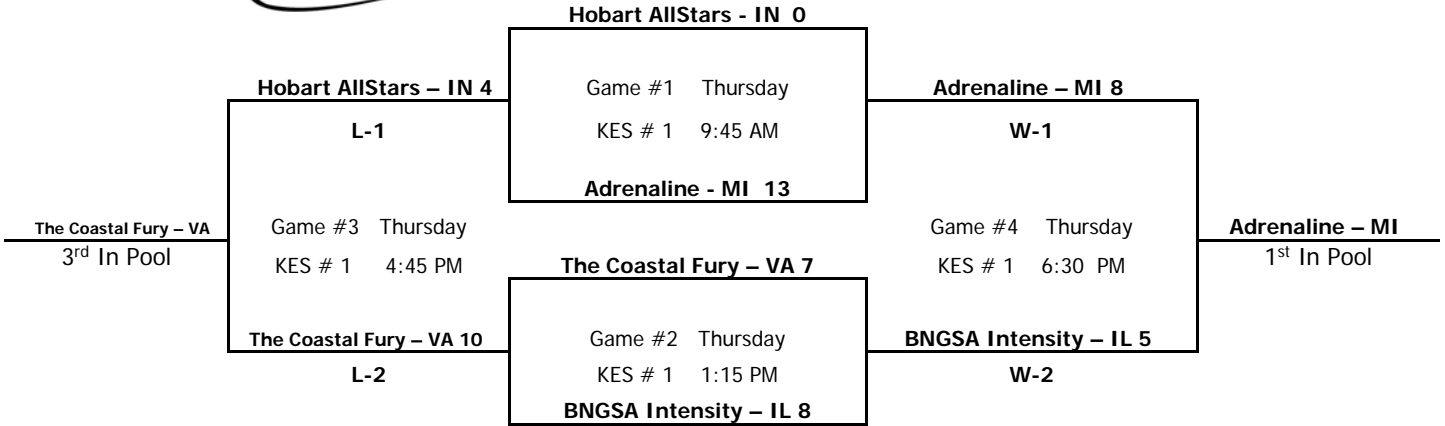 Hobart AllStars - IN 0
Hobart AllStars – IN 4
Game #1 Thursday
Adrenaline – MI 8
L-1
KES # 1 9:45 AM
W-1
Adrenaline - MI 13
The Coastal Fury – VA
Game #3 Thursday
Game #4 Thursday
Adrenaline – MI
3rd In Pool
KES # 1 4:45 PM
The Coastal Fury – VA 7
KES # 1 6:30 PM
1st In Pool
The Coastal Fury – VA 10
Game #2 Thursday
BNGSA Intensity – IL 5
L-2
KES # 1 1:15 PM
W-2
BNGSA Intensity – IL 8